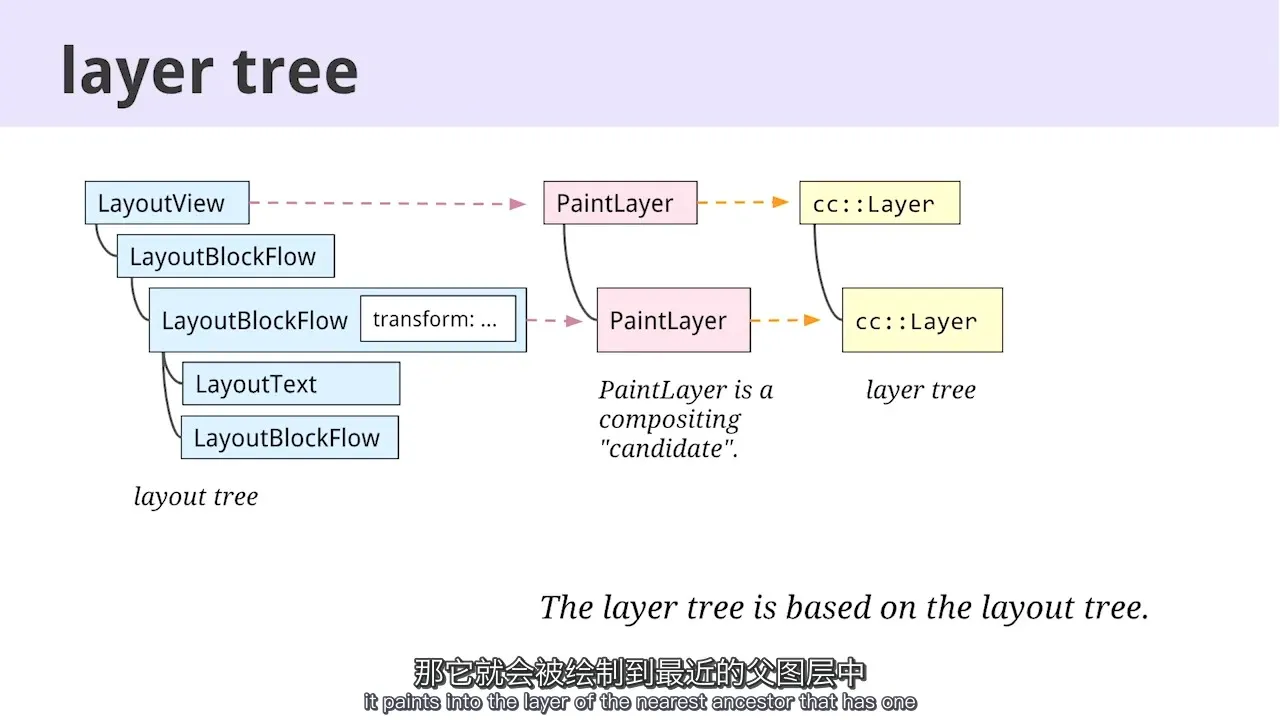 layer tree
LayoutView
PaintLayer
cc::Layer
LayoutBlockFlow
LayoutBlockFlow
transform: ...
PaintLayer
cc::Layer
LayoutText
LayoutBlockFlow
PaintLayer is a
compositing
"candidate".
layer tree
layout tree
The layer tree is based on the layout tree.
那它就会被绘制到最近的父图层中
it paints into the layer of the nearest ancestor that has one